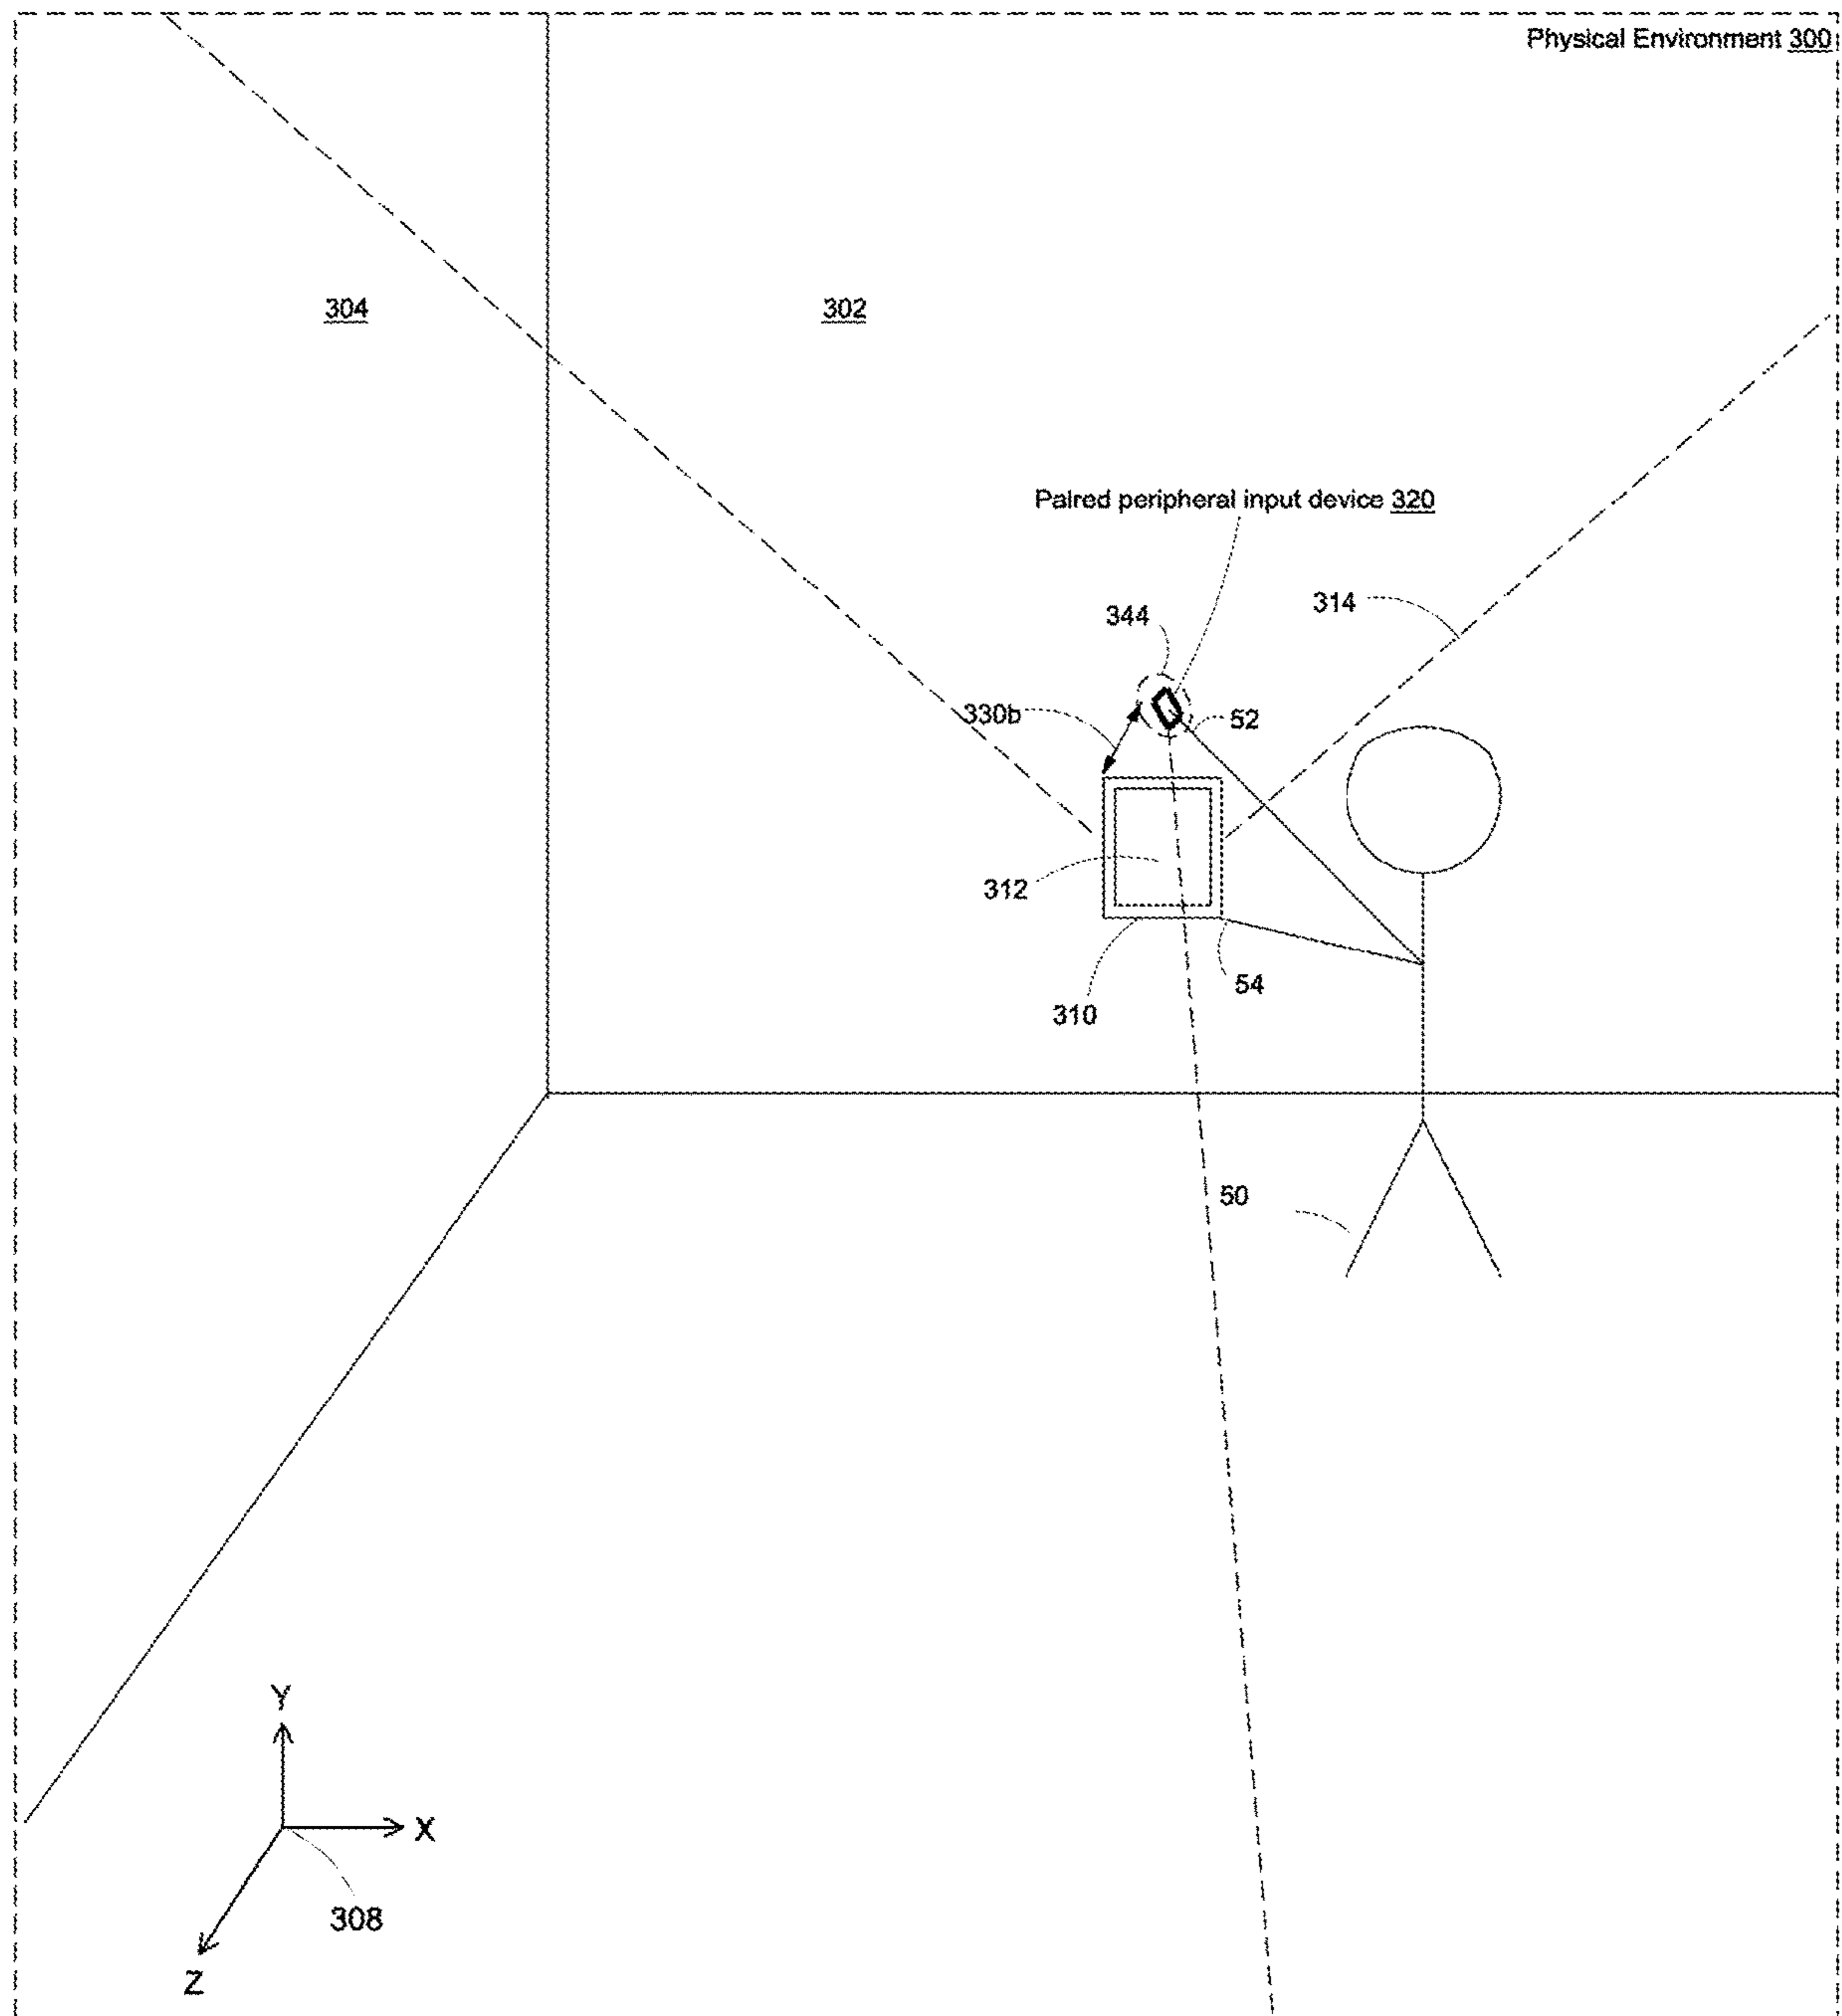 Physical Environment 300
304
302
Paired peripheral input device 320
344
314
330b
52
312
54
310
50
Y
X
308
Z